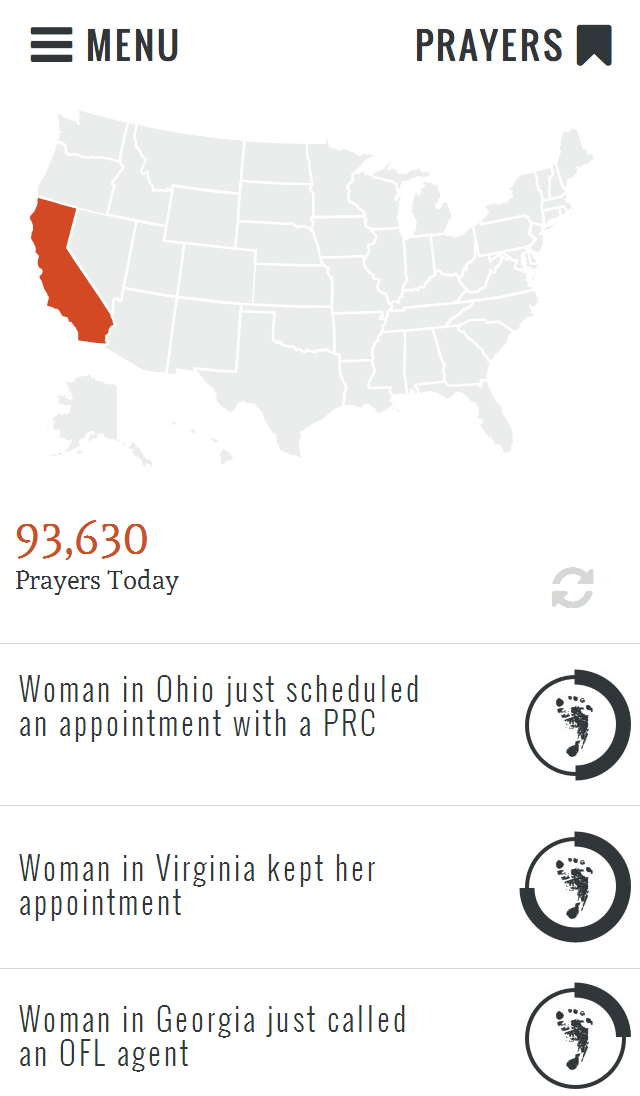 MENU PRAYERS
93,630
Prayers Today
Woman in Ohio just scheduled
an appointment with a PRC
Woman in Virginia kept her
appointment
Woman in Georgia just called
an OFL agent